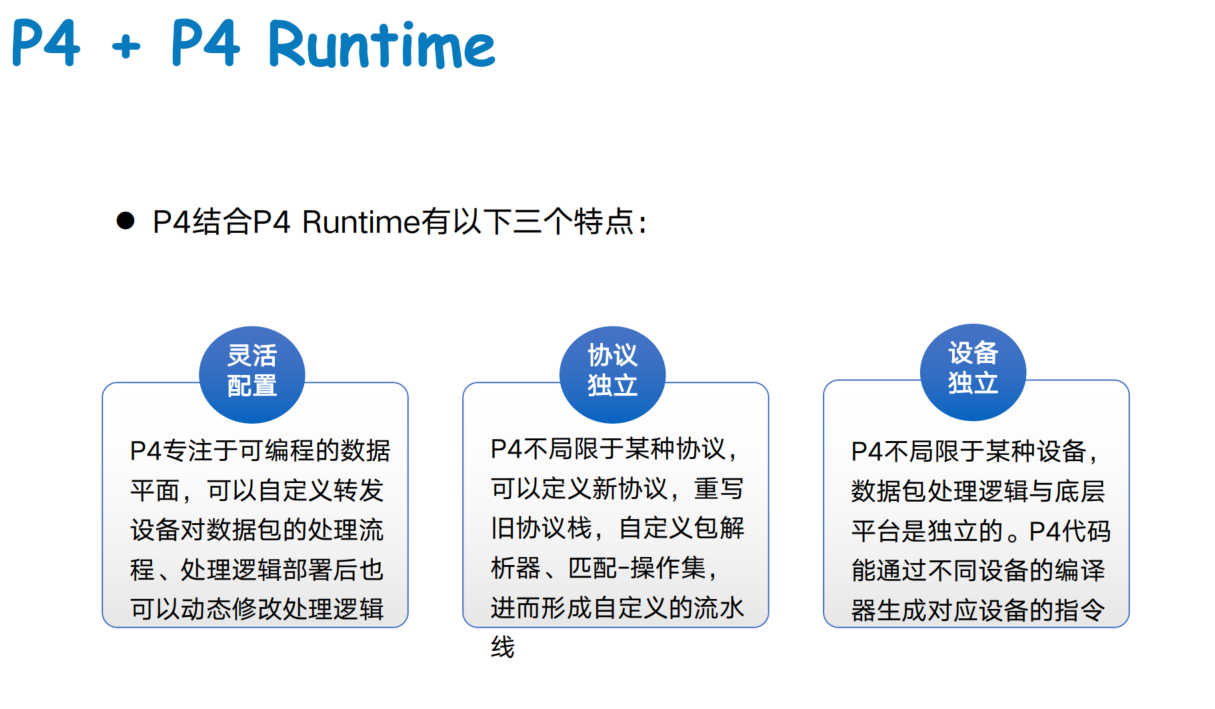 P4 + P4 Runtime
P4结合P4 Runtime有以下三个特点：
灵活
配置
P4专注于可编程的数据
平面，可以自定义转发
设备对数据包的处理流
程、处理逻辑部署后也
可以动态修改处理逻辑
协议
独立
P4不局限于某种协议，
可以定义新协议，重写
旧协议栈，自定义包解
析器、匹配-操作集，
进而形成自定义的流水
线
设备
独立
P4不局限于某种设备，
数据包处理逻辑与底层
平台是独立的。P4代码
能通过不同设备的编译
器生成对应设备的指令